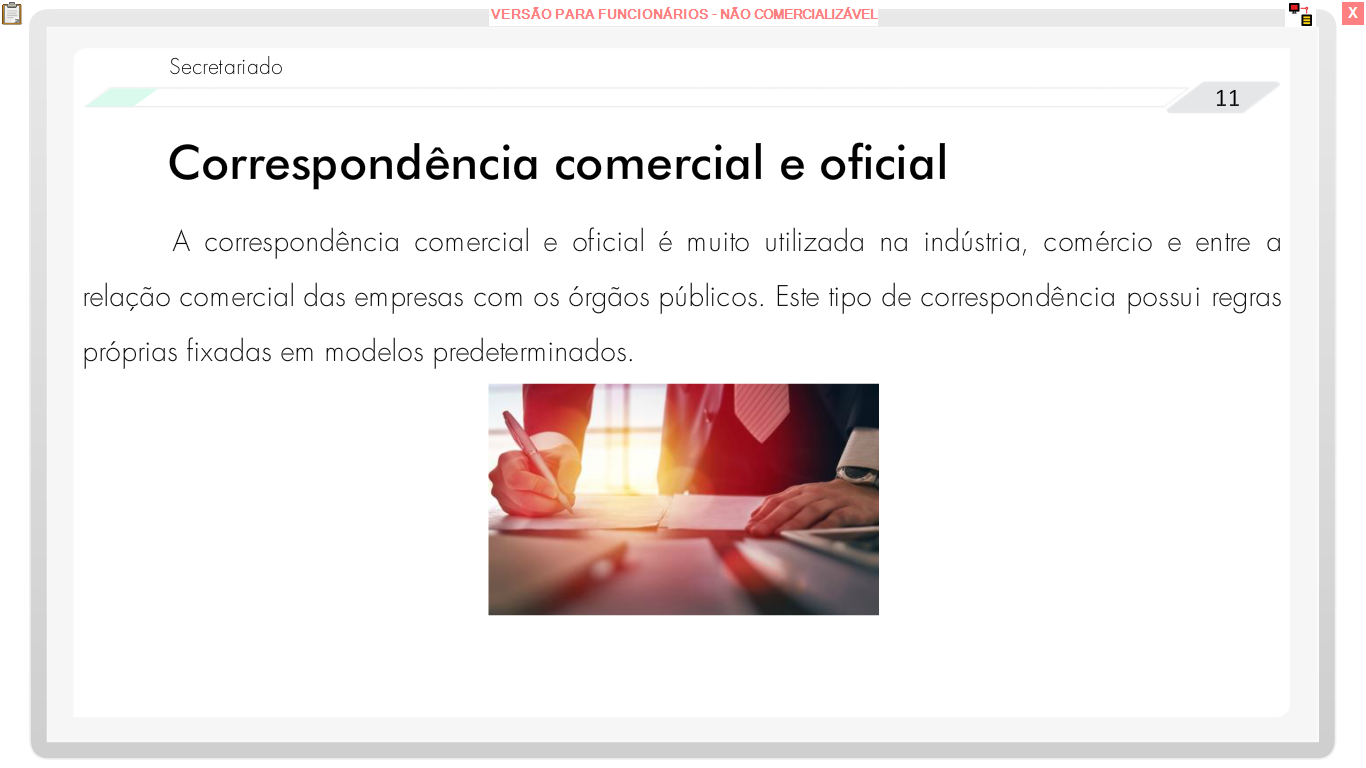 VERSÃO PARA FUNCIONÁRIOS - NÃO COMERCIALIZÁVEL
X
Secretariado
11
Correspondência comercial e oficial
A correspondência comercial e oficial é muito utilizada na indústria, comércio e entre a
relação comercial das empresas com os órgãos públicos. Este tipo de correspondência possui regras
próprias fixadas em modelos predeterminados.